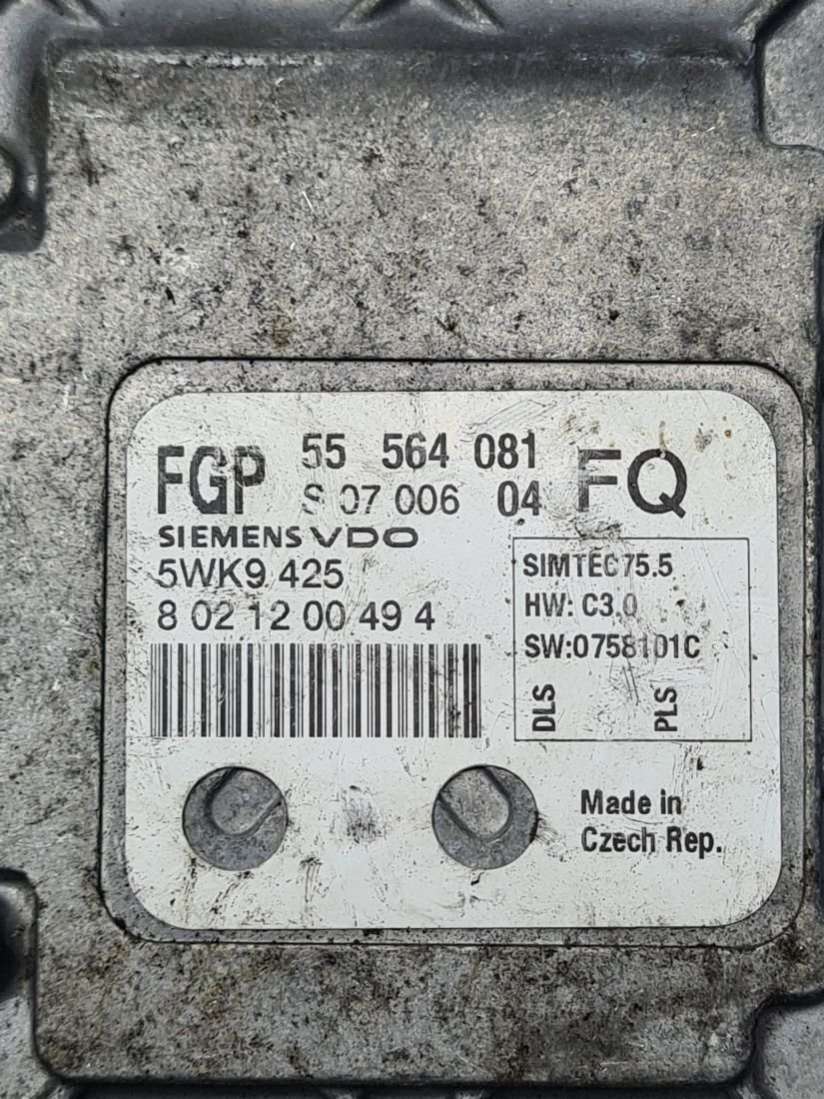 FGP 55 564 081 FQ
S 07 006 04
SIEMENS VDO
5WK9 425
8 02 12 00 49 4
SIMTEC75.5
HW: C3.0
SW:0758101C
DLS
PLS
Made in
Czech Rep.